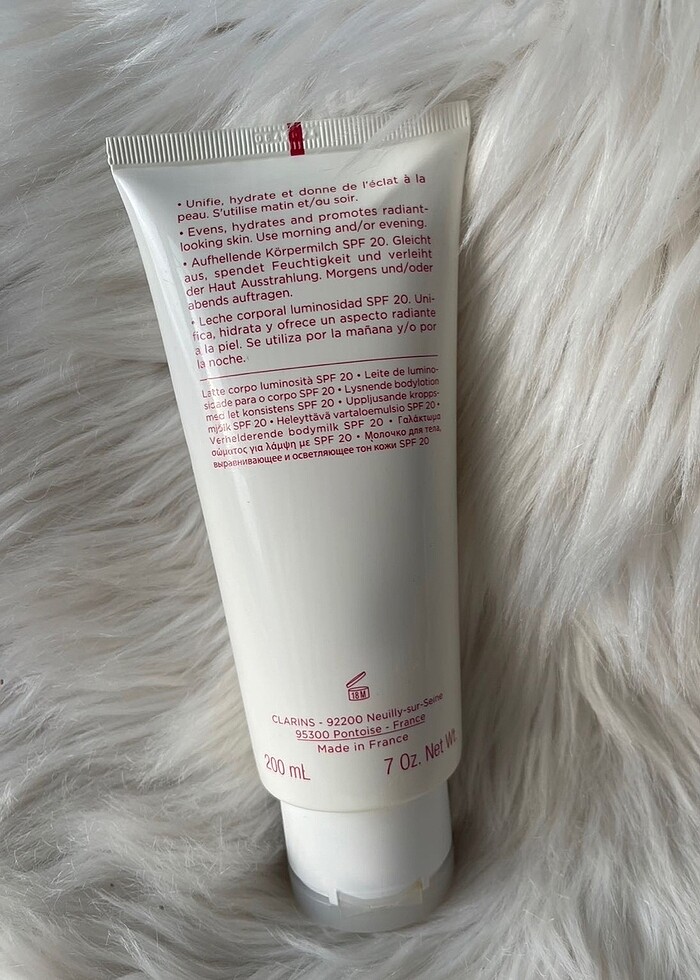 • Unifie, hydrate et donne de l'éclat à la
peau. S'utilise matin et/ou soir.
• Evens, hydrates and promotes radiant-
looking skin. Use morning and/or evening.
• Aufhellende Körpermilch SPF 20. Gleicht
aus, spendet Feuchtigkeit und verleiht
der Haut Ausstrahlung. Morgens und/oder
abends auftragen.
• Leche corporal luminosidad SPF 20. Uni-
fica, hidrata y ofrece un aspecto radiante
a la piel. Se utiliza por la mañana y/o por
la noche.
Latte corpo luminosità SPF 20 • Leite de lumino-
sidade para o corpo SPF 20 • Lysnende bodylotion
med let konsistens SPF 20 • Uppljusande kropps-
mjölk SPF 20 • Heleyttävä vartaloemulsio SPF 20 •
Verhelderende bodymilk SPF 20 • Γαλάκτωμα
σώματος για λάμψη με SPF 20 • Молочко для тела,
выравнивающее и осветляющее тон кожи SPF 20
18M
CLARINS - 92200 Neuilly-sur-Seine
95300 Pontoise - France
Made in France
200 mL 7 Oz. Net Wt.